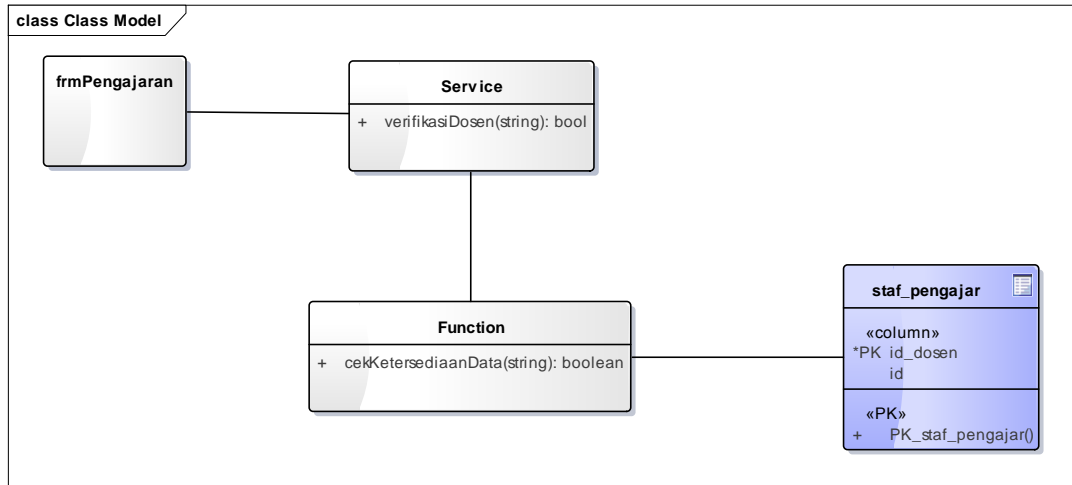 class Class Model
frmPengajaran
Service
+ verifikasiDosen(string): bool
Function
+ cekKetersediaanData(string): boolean
staf_pengajar
«column»
*PK id_dosen
id
«PK»
+ PK_staf_pengajar()